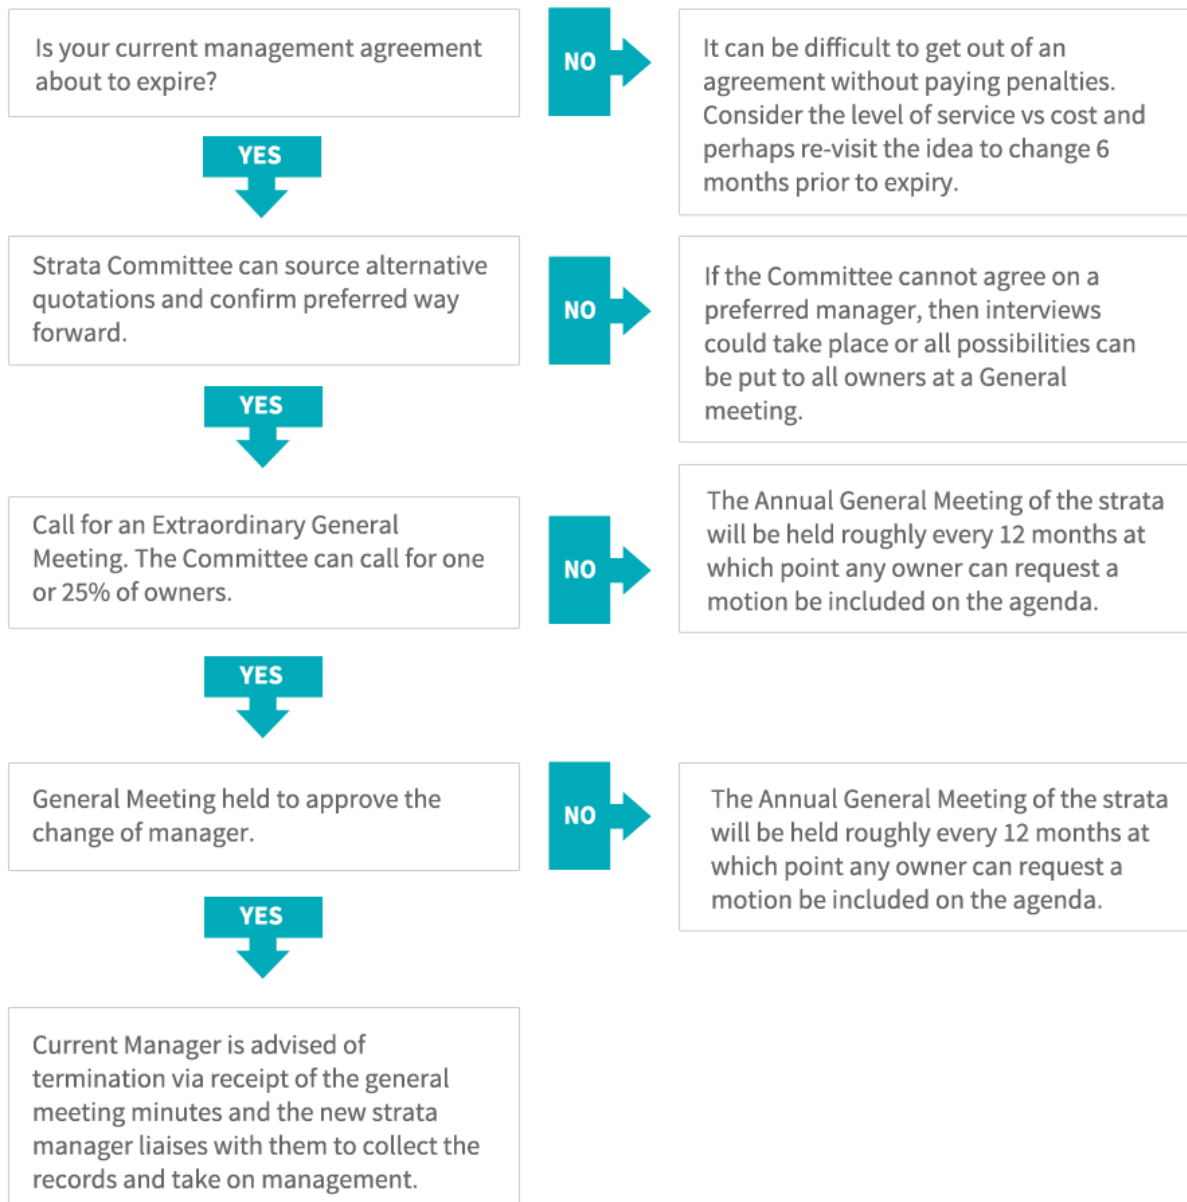 Is your current management agreement
about to expire?
NO
It can be difficult to get out of an
agreement without paying penalties.
Consider the level of service vs cost and
perhaps re-visit the idea to change 6
months prior to expiry.
YES
Strata Committee can source alternative
quotations and confirm preferred way
forward.
NO
If the Committee cannot agree on a
preferred manager, then interviews
could take place or all possibilities can
be put to all owners at a General
meeting.
YES
Call for an Extraordinary General
Meeting. The Committee can call for one
or 25% of owners.
NO
The Annual General Meeting of the strata
will be held roughly every 12 months at
which point any owner can request a
motion be included on the agenda.
YES
General Meeting held to approve the
change of manager.
NO
The Annual General Meeting of the strata
will be held roughly every 12 months at
which point any owner can request a
motion be included on the agenda.
YES
Current Manager is advised of
termination via receipt of the general
meeting minutes and the new strata
manager liaises with them to collect the
records and take on management.